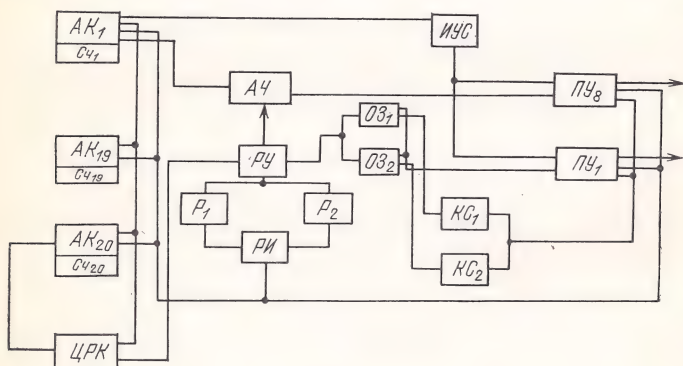 АК₁
Сч₁
ИУС
АЧ
ПУ₈
ОЗ₁
АК₁₉
Сч₁₉
РУ
ОЗ₂
ПУ₁
Р₁
Р₂
КС₁
АК₂₀
Сч₂₀
РИ
КС₂
ЦРК